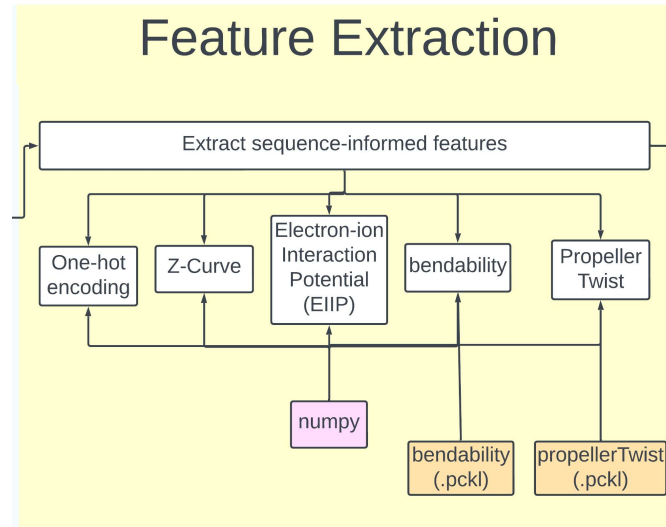 Feature Extraction
Extract sequence-informed features
One-hot
encoding
Z-Curve
Electron-ion
Interaction
Potential
(EIIP)
bendability
Propeller
Twist
numpy
bendability
(.pckl)
propellerTwist
(.pckl)